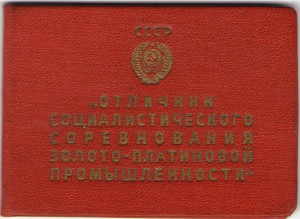 СССР
„ОТЛИЧНИК
СОЦИАЛИСТИЧЕСКОГО
СОРЕВНОВАНИЯ
ЗОЛОТО-ПЛАТИНОВОЙ
ПРОМЫШЛЕННОСТИ“